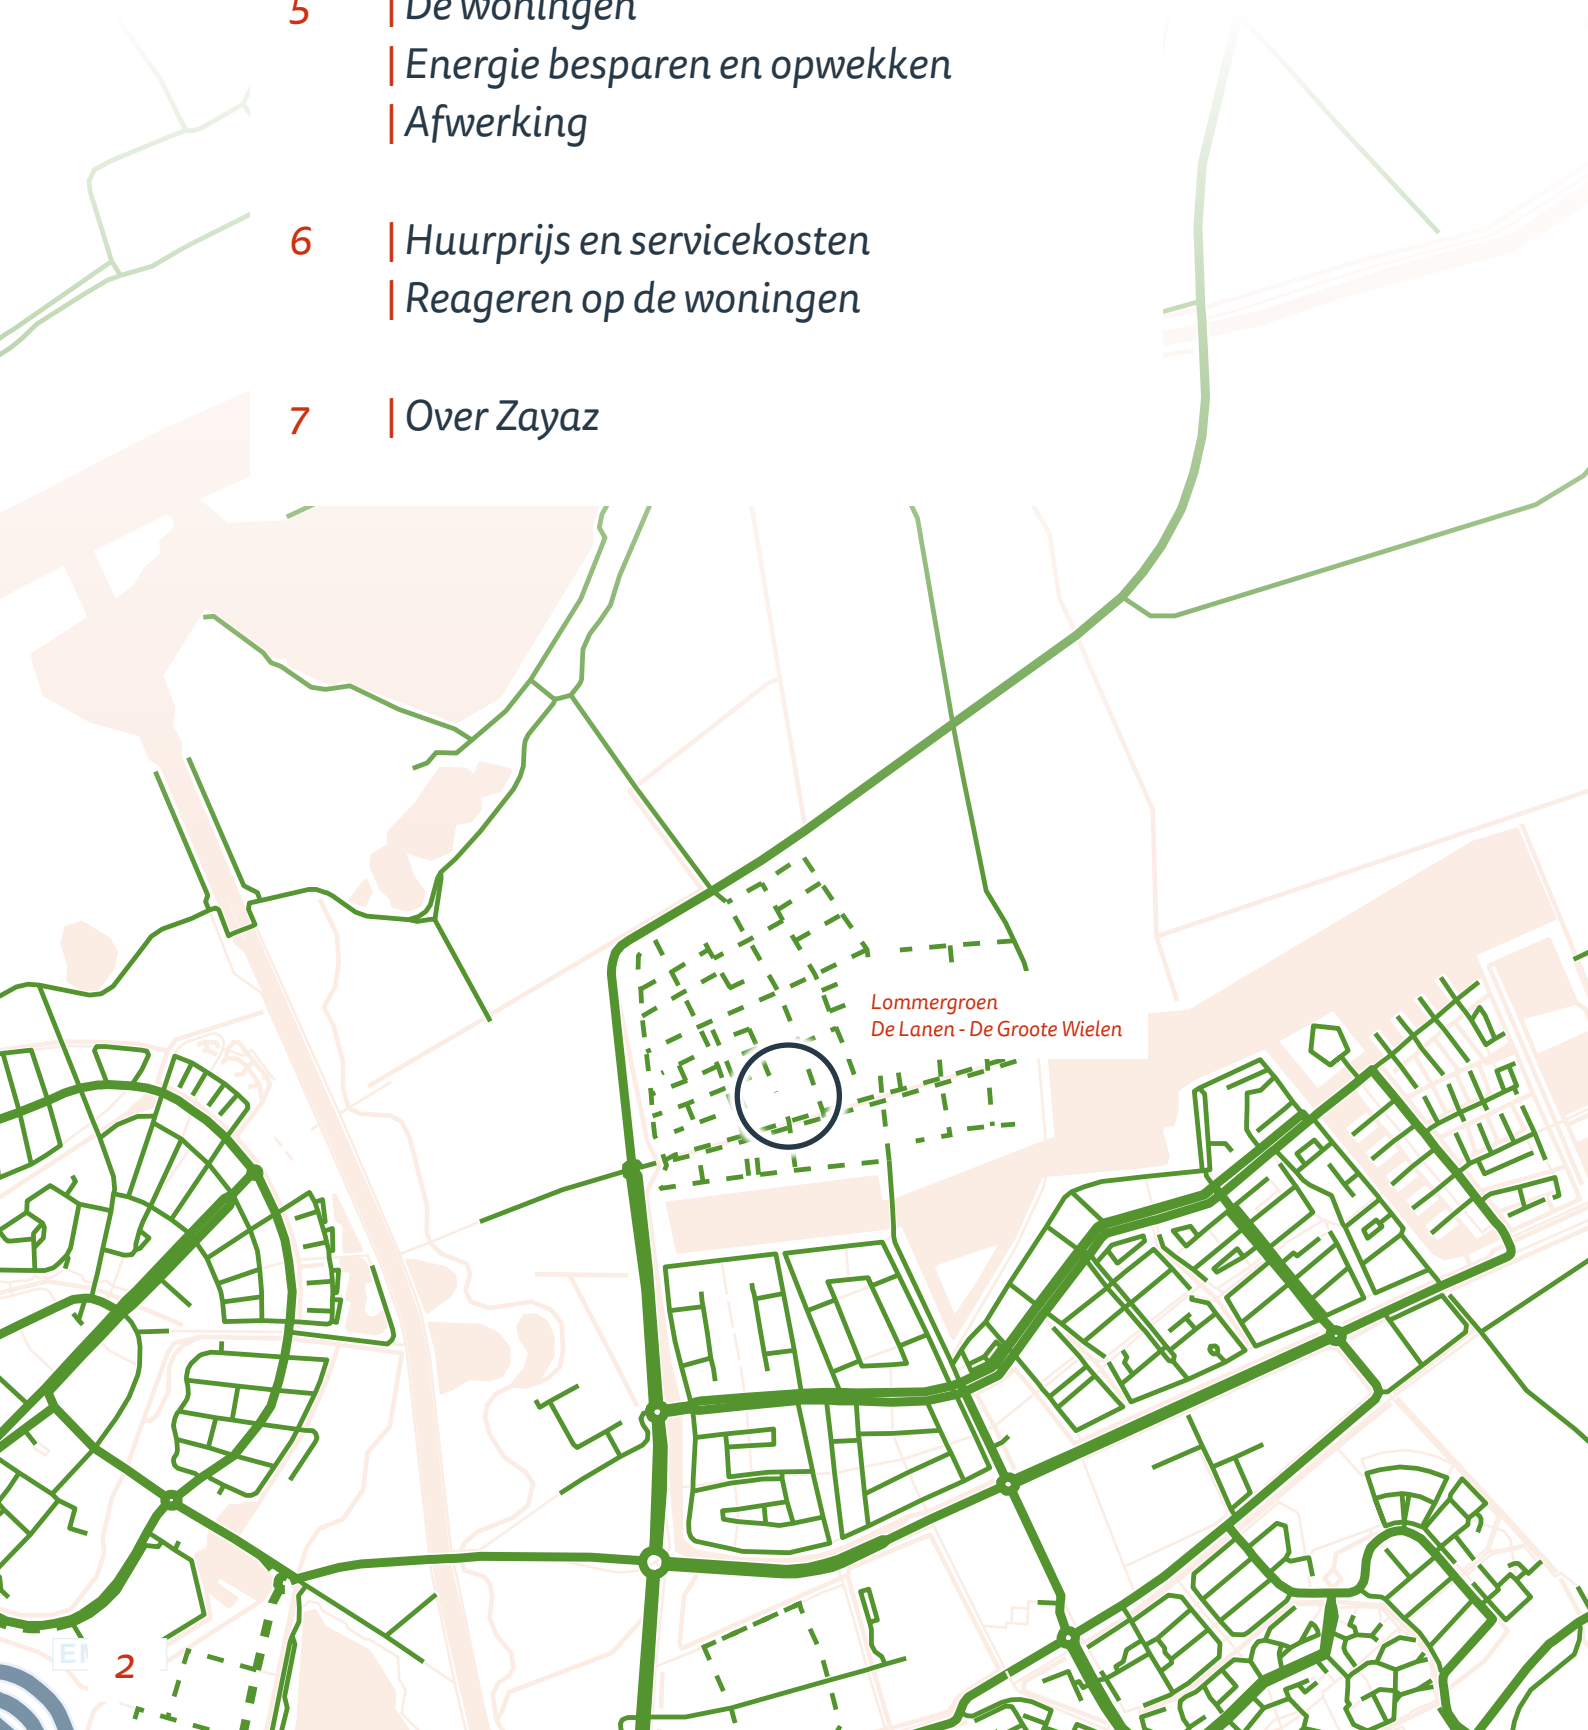 5 | De woningen
| Energie besparen en opwekken
| Afwerking
6 | Huurprijs en servicekosten
| Reageren op de woningen
7 | Over Zayaz
Lommergroen
De Lanen - De Groote Wielen
2